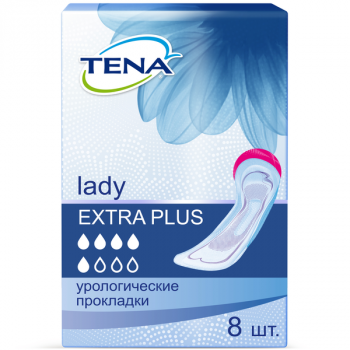 TENA
lady
EXTRA PLUS
урологические
прокладки
8 шт.